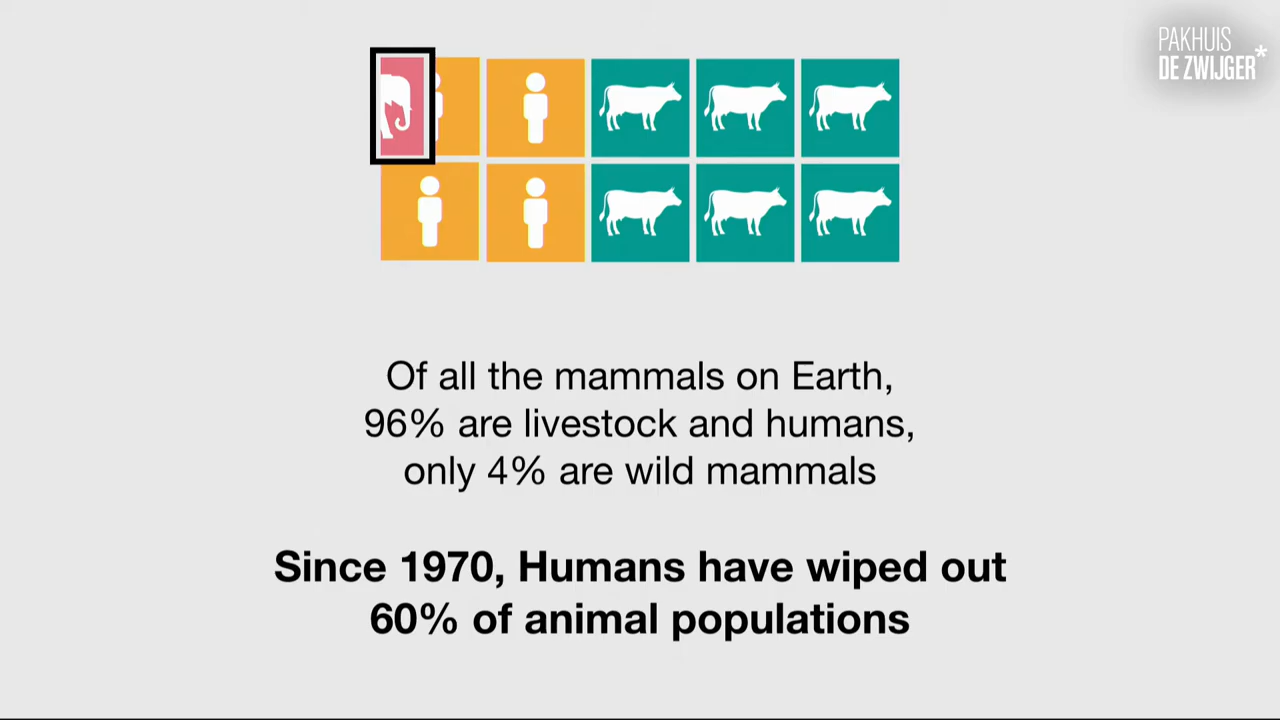 PAKHUIS
DE ZWIJGER*
Of all the mammals on Earth,
96% are livestock and humans,
only 4% are wild mammals
Since 1970, Humans have wiped out
60% of animal populations